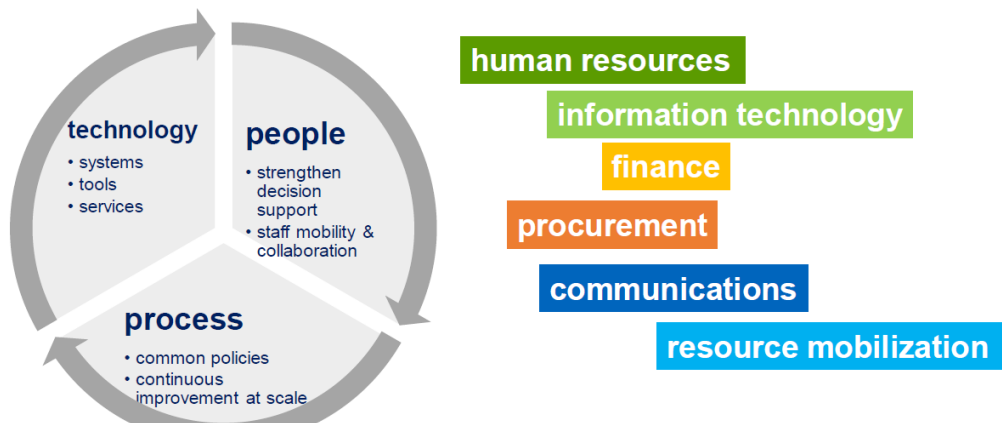 technology
• systems
• tools
• services
people
• strengthen
decision
support
• staff mobility &
collaboration
process
• common policies
• continuous
improvement at scale
human resources
information technology
finance
procurement
communications
resource mobilization